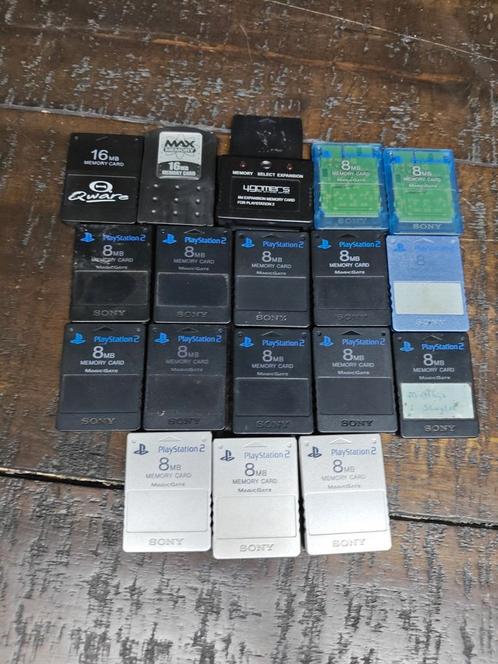 16MB
MEMORY CARD
Qware
MAX
MEMORY
16MB
MEMORY CARD
MEMORY SELECT EXPANSION
4gamers
8M EXPANSION MEMORY CARD
FOR PLAYSTATION 2
8MB
MEMORY CARD
SONY
8MB
MEMORY CARD
SONY
PlayStation 2
8MB
MEMORY CARD
MAGICGATE
SONY
PlayStation 2
8MB
MEMORY CARD
MAGICGATE
SONY
PlayStation 2
8MB
MEMORY CARD
MAGICGATE
SONY
PlayStation 2
8MB
MEMORY CARD
MAGICGATE
SONY
PlayStation 2
8MB
MEMORY CARD
MAGICGATE
SONY
PlayStation 2
8MB
MEMORY CARD
MAGICGATE
SONY
PlayStation 2
8MB
MEMORY CARD
MAGICGATE
SONY
PlayStation 2
8MB
MEMORY CARD
MAGICGATE
SONY
PlayStation 2
8MB
MEMORY CARD
MAGICGATE
SONY
PlayStation 2
8MB
MEMORY CARD
MAGICGATE
SONY
PlayStation 2
8MB
MEMORY CARD
MAGICGATE
SONY
PlayStation 2
8MB
MEMORY CARD
MAGICGATE
SONY
PlayStation 2
8MB
MEMORY CARD
MAGICGATE
SONY